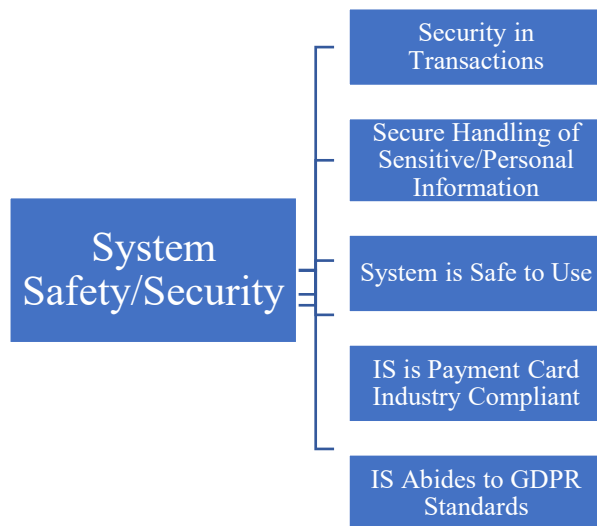 Security in
Transactions
Secure Handling of
Sensitive/Personal
Information
System
Safety/Security
System is Safe to Use
IS is Payment Card
Industry Compliant
IS Abides to GDPR
Standards